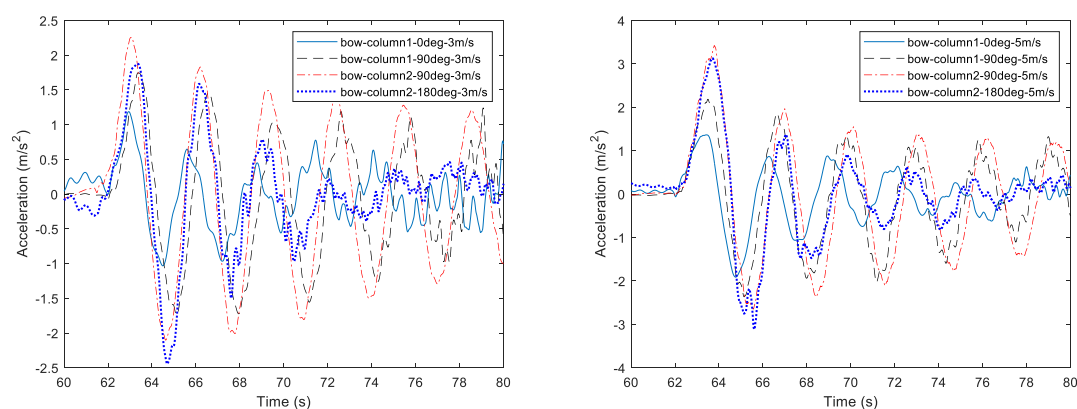 2.5
2
1.5
1
0.5
0
-0.5
-1
-1.5
-2
-2.5
Acceleration (m/s2)
60 62 64 66 68 70 72 74 76 78 80
Time (s)
bow-column1-0deg-3m/s
bow-column1-90deg-3m/s
bow-column2-90deg-3m/s
bow-column2-180deg-3m/s
4
3
2
1
0
-1
-2
-3
-4
Acceleration (m/s2)
60 62 64 66 68 70 72 74 76 78 80
Time (s)
bow-column1-0deg-5m/s
bow-column1-90deg-5m/s
bow-column2-90deg-5m/s
bow-column2-180deg-5m/s